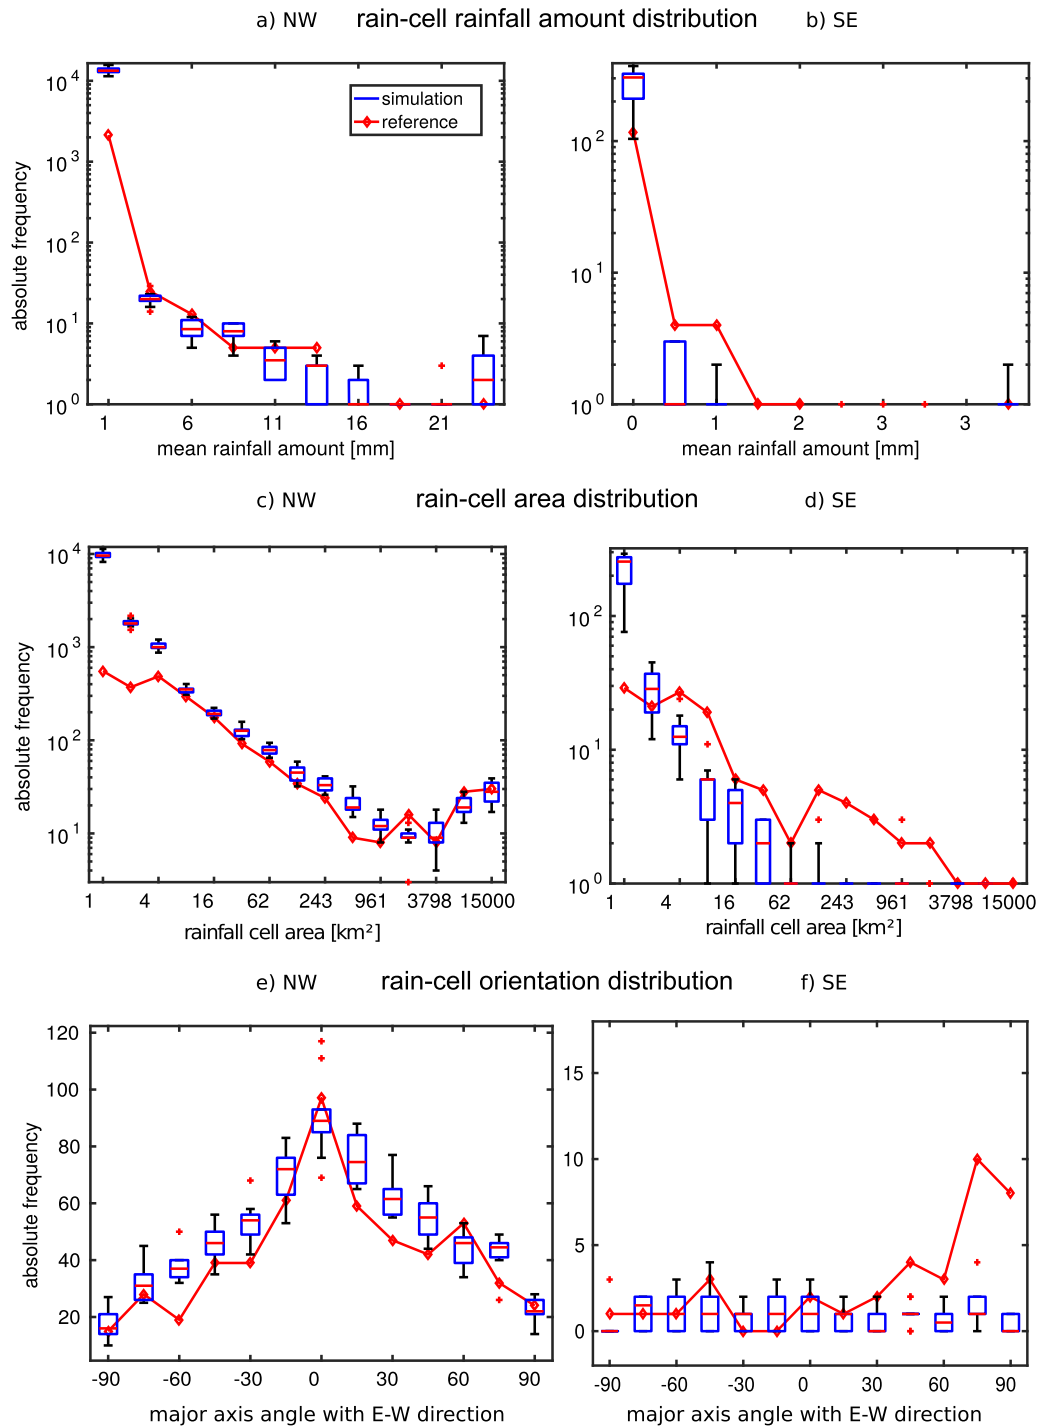 a) NW rain-cell rainfall amount distribution b) SE
absolute frequency
10^4
10^3
10^2
10^1
10^0
simulation
reference
1 6 11 16 21
mean rainfall amount [mm]
10^2
10^1
10^0
0 1 2 3 3
mean rainfall amount [mm]
c) NW rain-cell area distribution d) SE
absolute frequency
10^4
10^3
10^2
10^1
1 4 16 62 243 961 3798 15000
rainfall cell area [km²]
10^2
10^1
10^0
1 4 16 62 243 961 3798 15000
rainfall cell area [km²]
e) NW rain-cell orientation distribution f) SE
absolute frequency
120
100
80
60
40
20
-90 -60 -30 0 30 60 90
major axis angle with E-W direction
15
10
5
0
-90 -60 -30 0 30 60 90
major axis angle with E-W direction